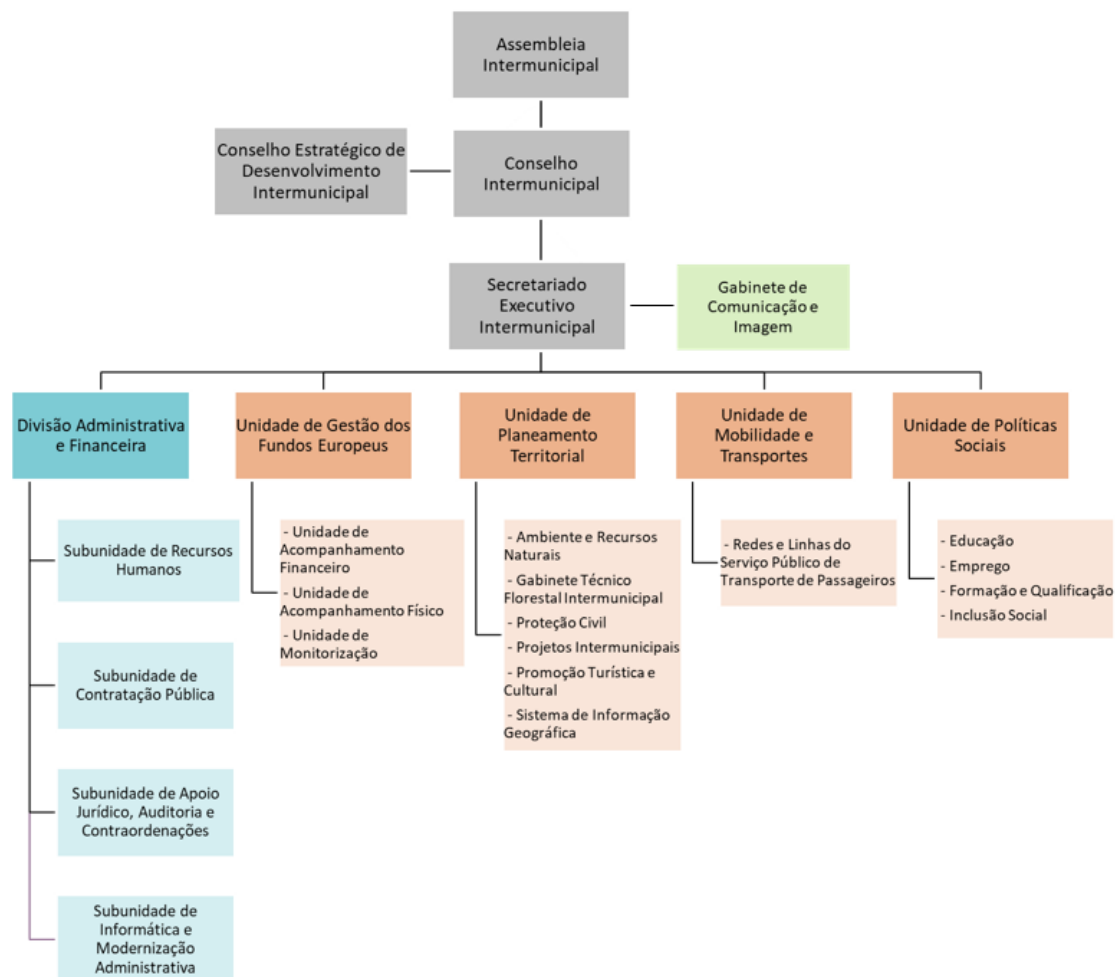 Assembleia
Intermunicipal
Conselho Estratégico de
Desenvolvimento
Intermunicipal
Conselho
Intermunicipal
Secretariado
Executivo
Intermunicipal
Gabinete de
Comunicação e
Imagem
Divisão Administrativa
e Financeira
Unidade de Gestão dos
Fundos Europeus
Unidade de
Planeamento
Territorial
Unidade de
Mobilidade e
Transportes
Unidade de Políticas
Sociais
Subunidade de Recursos
Humanos
Subunidade de
Contratação Pública
Subunidade de Apoio
Jurídico, Auditoria e
Contraordenações
Subunidade de
Informática e
Modernização
Administrativa
- Unidade de
Acompanhamento
Financeiro
- Unidade de
Acompanhamento Físico
- Unidade de
Monitorização
- Ambiente e Recursos
Naturais
- Gabinete Técnico
Florestal Intermunicipal
- Proteção Civil
- Projetos Intermunicipais
- Promoção Turística e
Cultural
- Sistema de Informação
Geográfica
- Redes e Linhas do
Serviço Público de
Transporte de Passageiros
- Educação
- Emprego
- Formação e Qualificação
- Inclusão Social